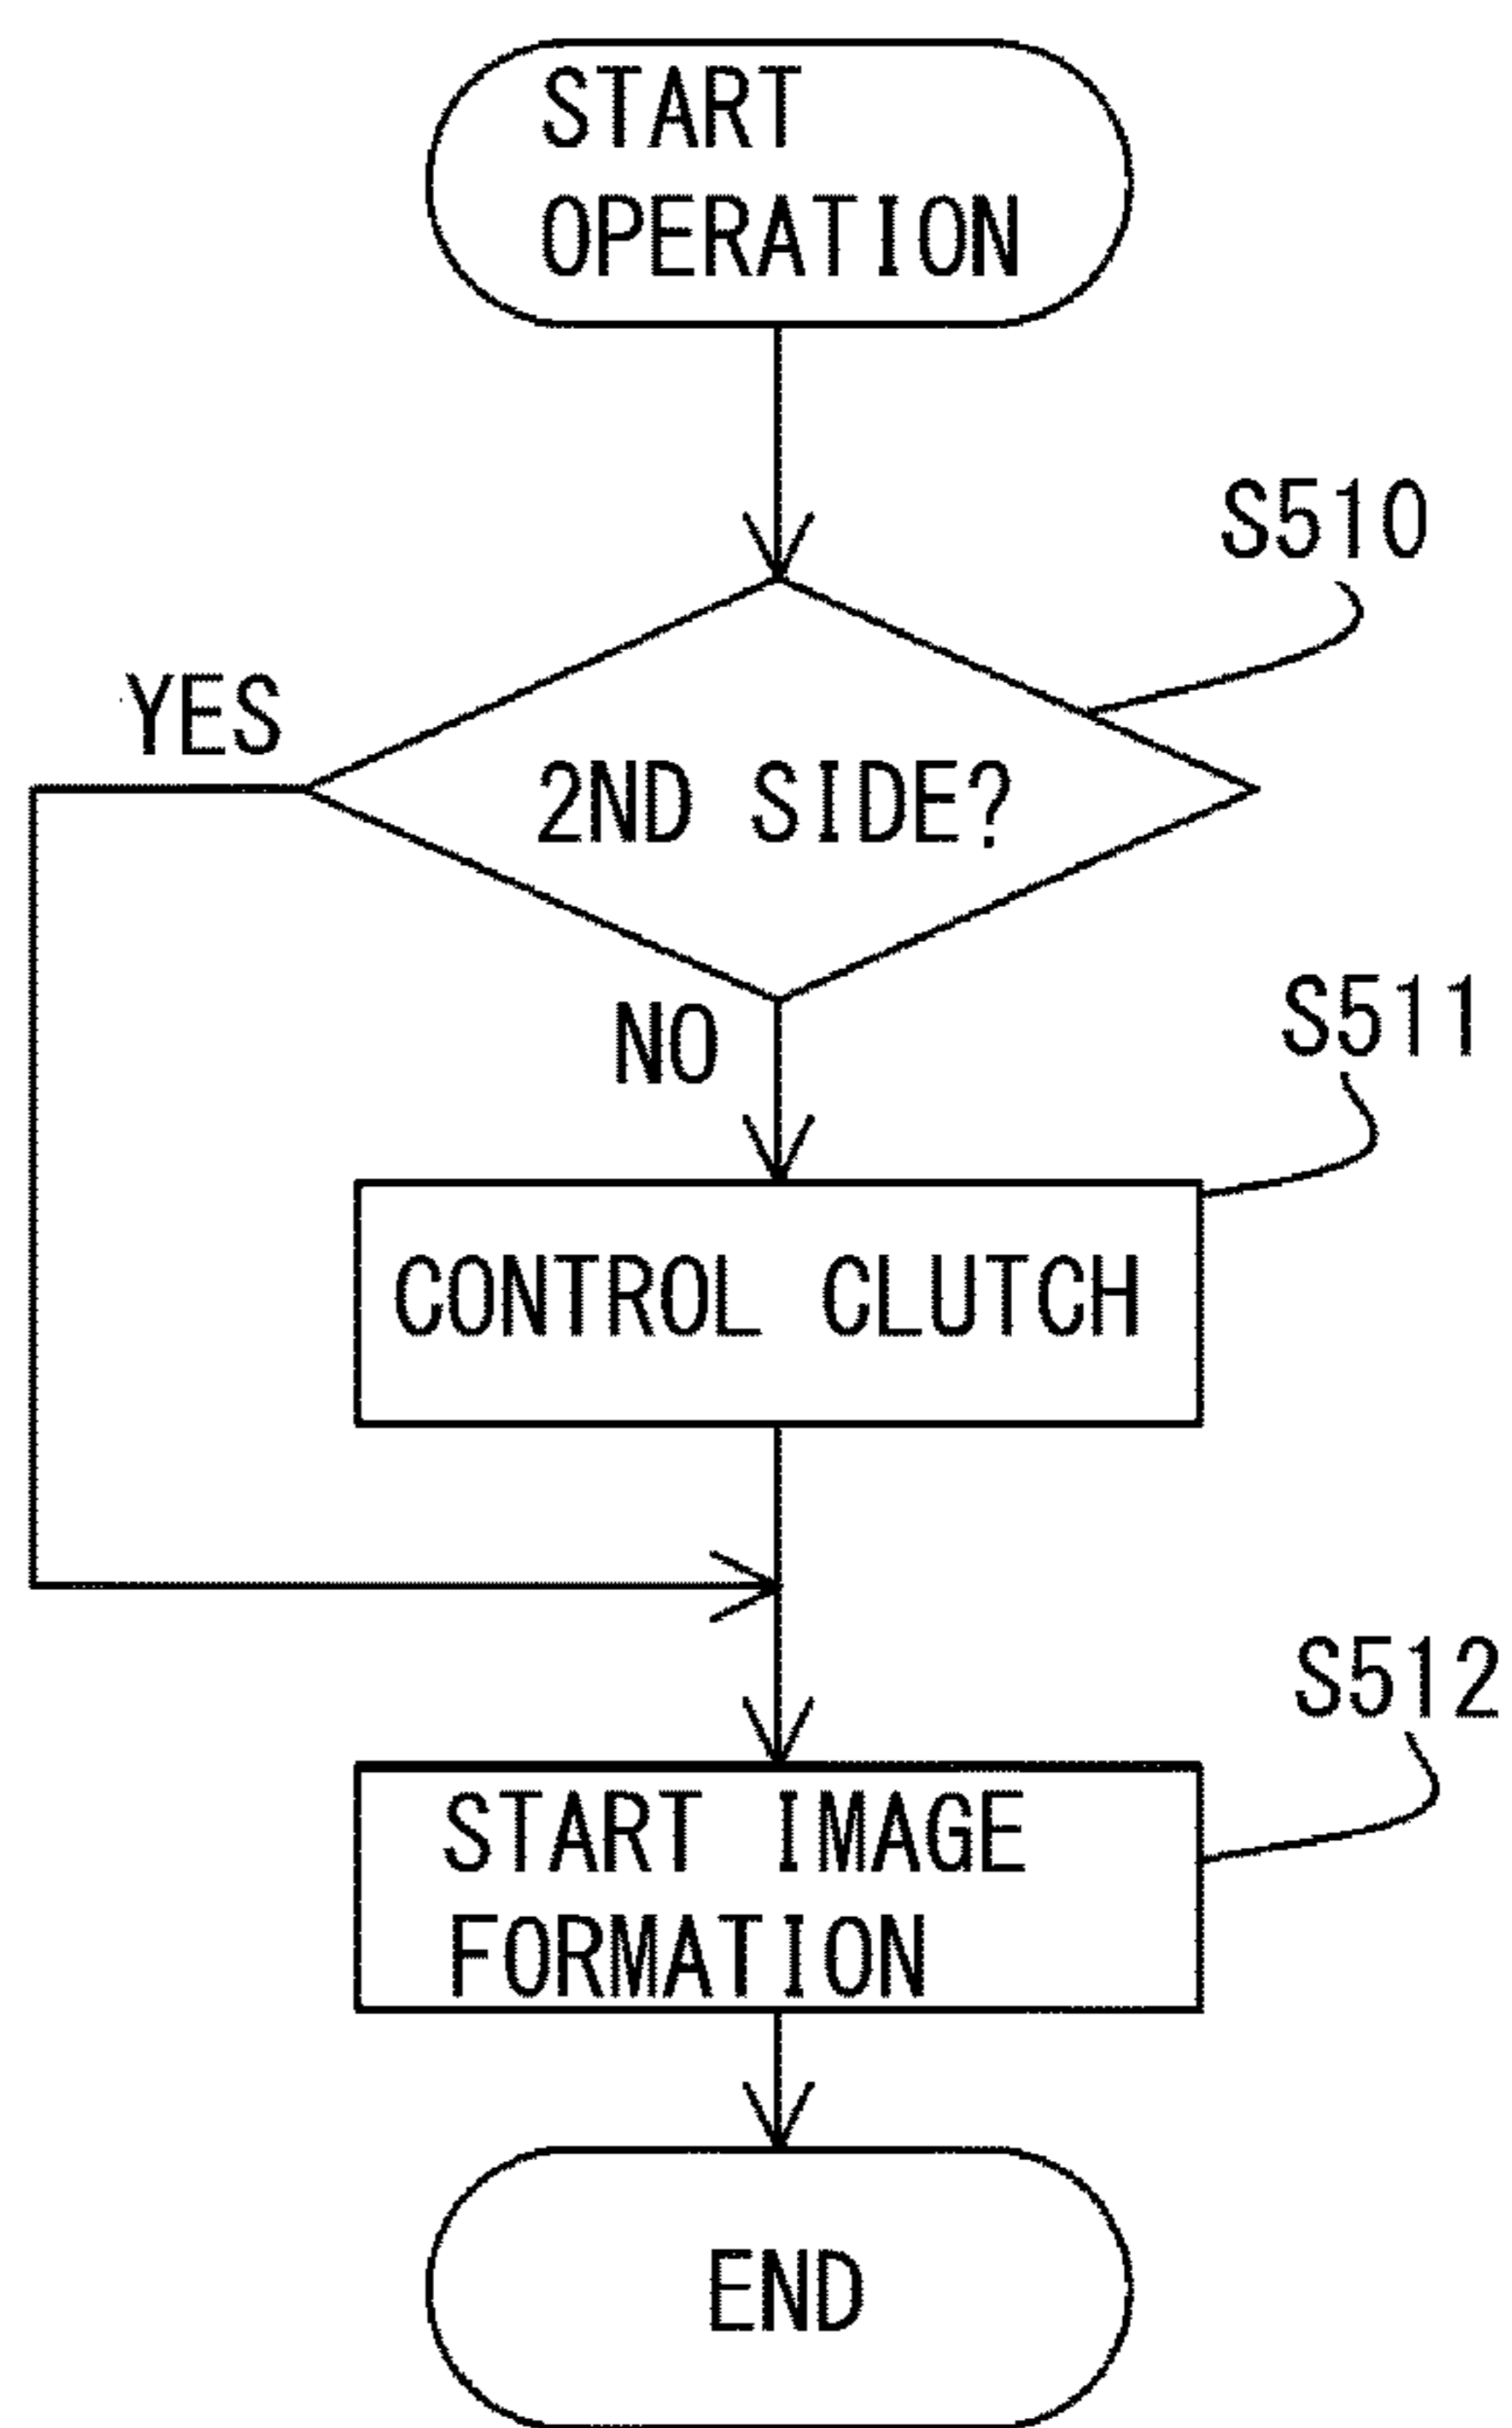 START
OPERATION
S510
YES
2ND SIDE?
NO
S511
CONTROL CLUTCH
S512
START IMAGE
FORMATION
END